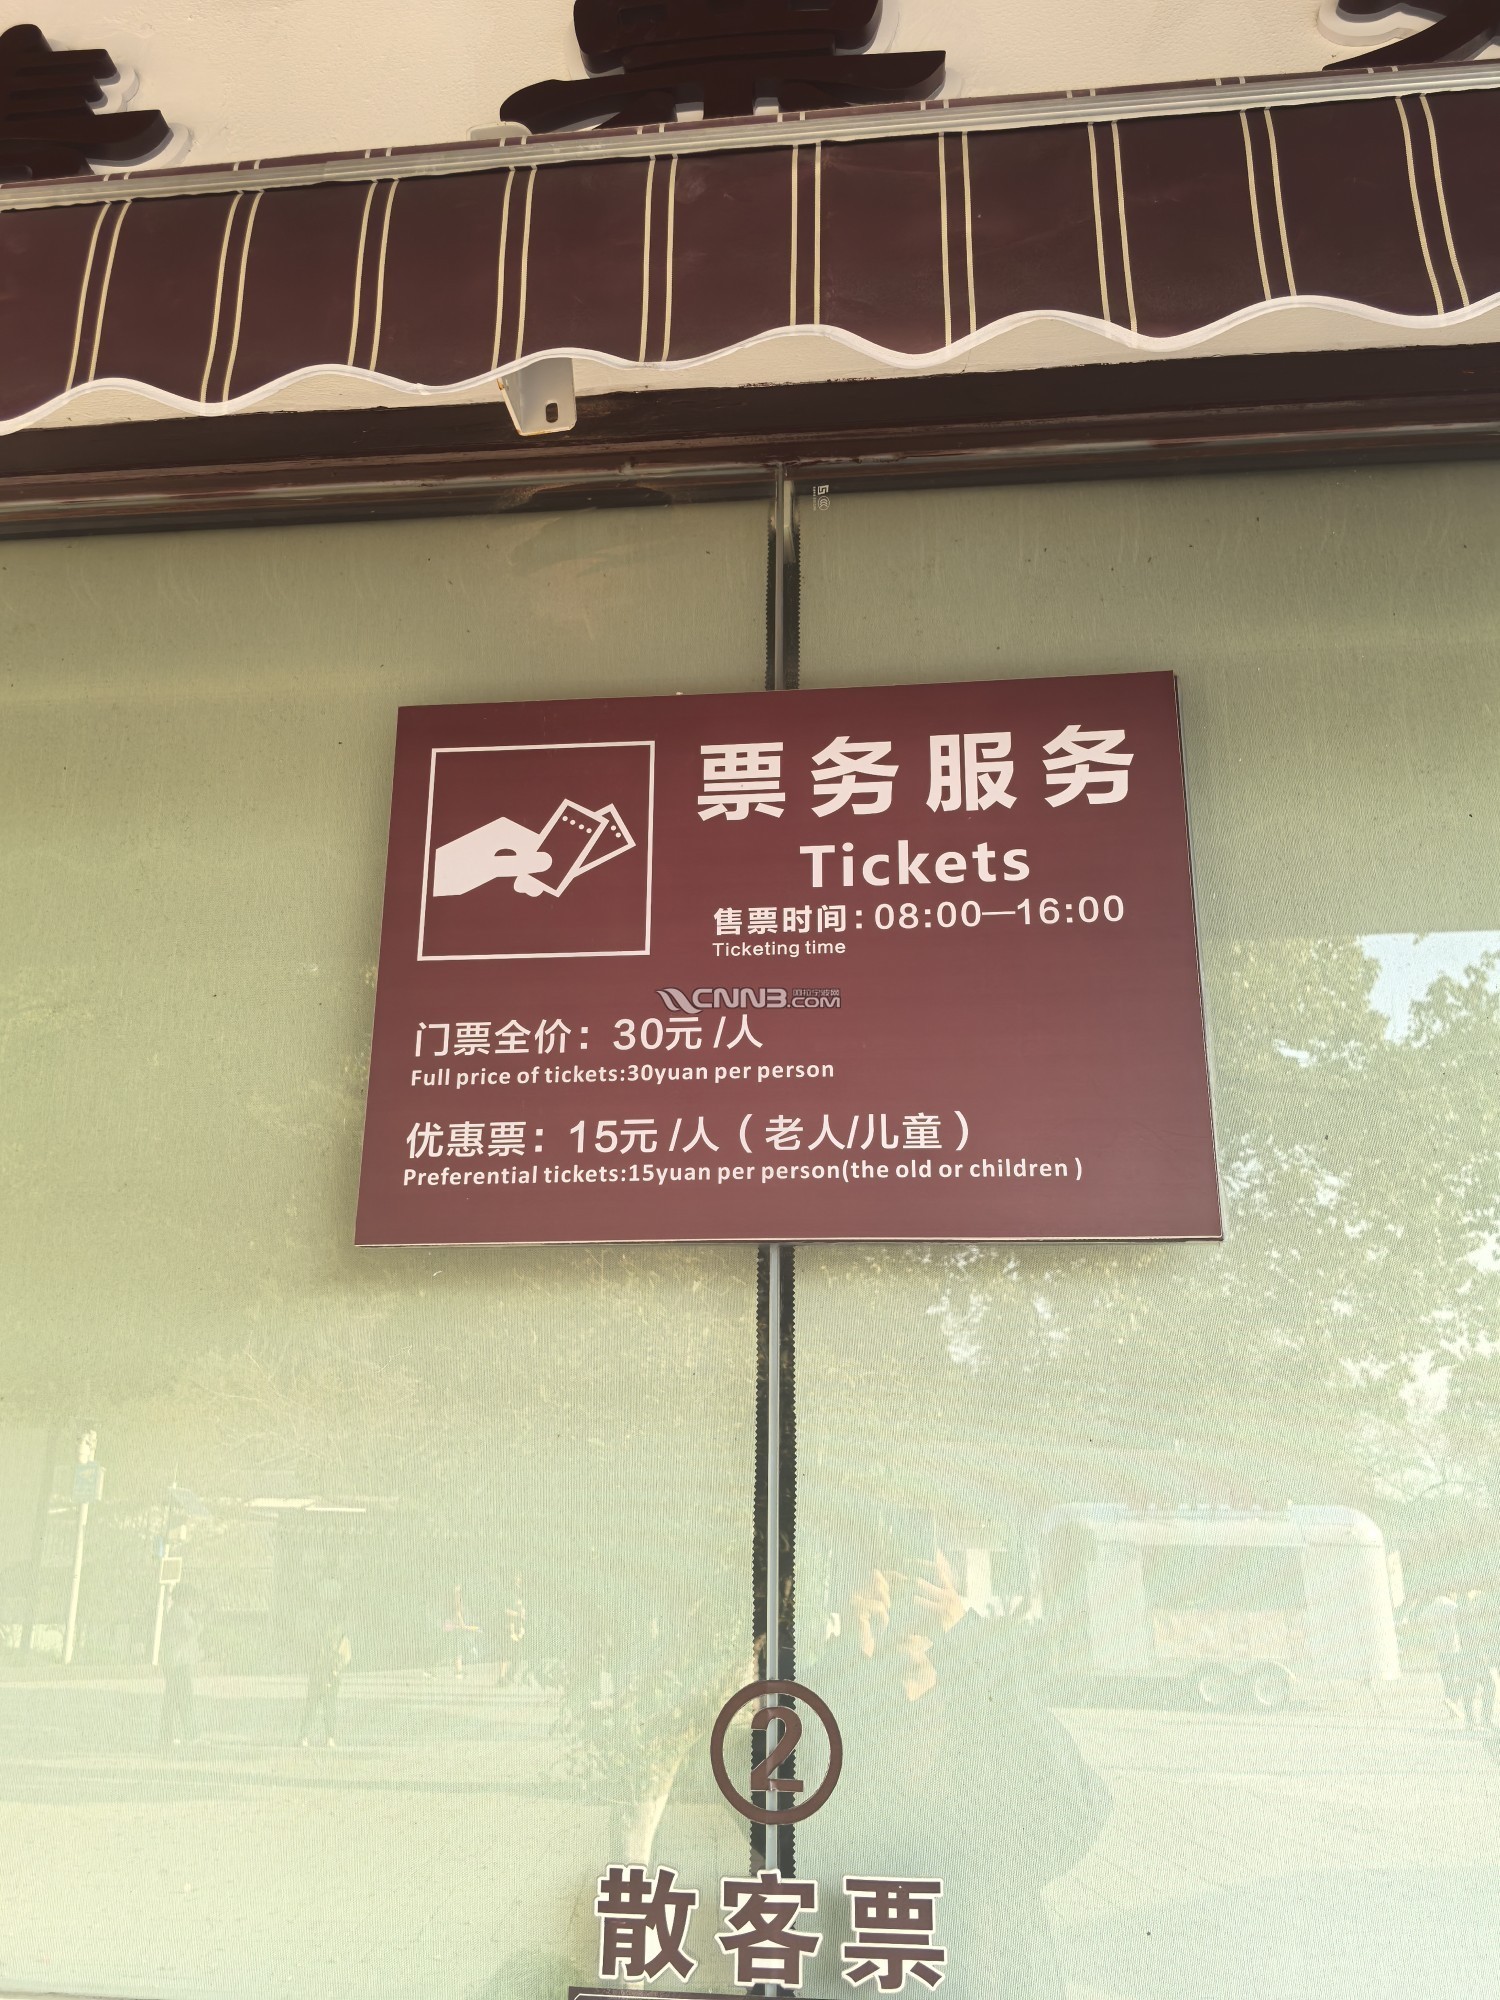 票务服务
Tickets
售票时间：08:00—16:00
Ticketing time
CNNB.COM
门票全价：30元 /人
Full price of tickets:30yuan per person
优惠票：15元 /人（老人/儿童）
Preferential tickets:15yuan per person(the old or children )
2
散客票